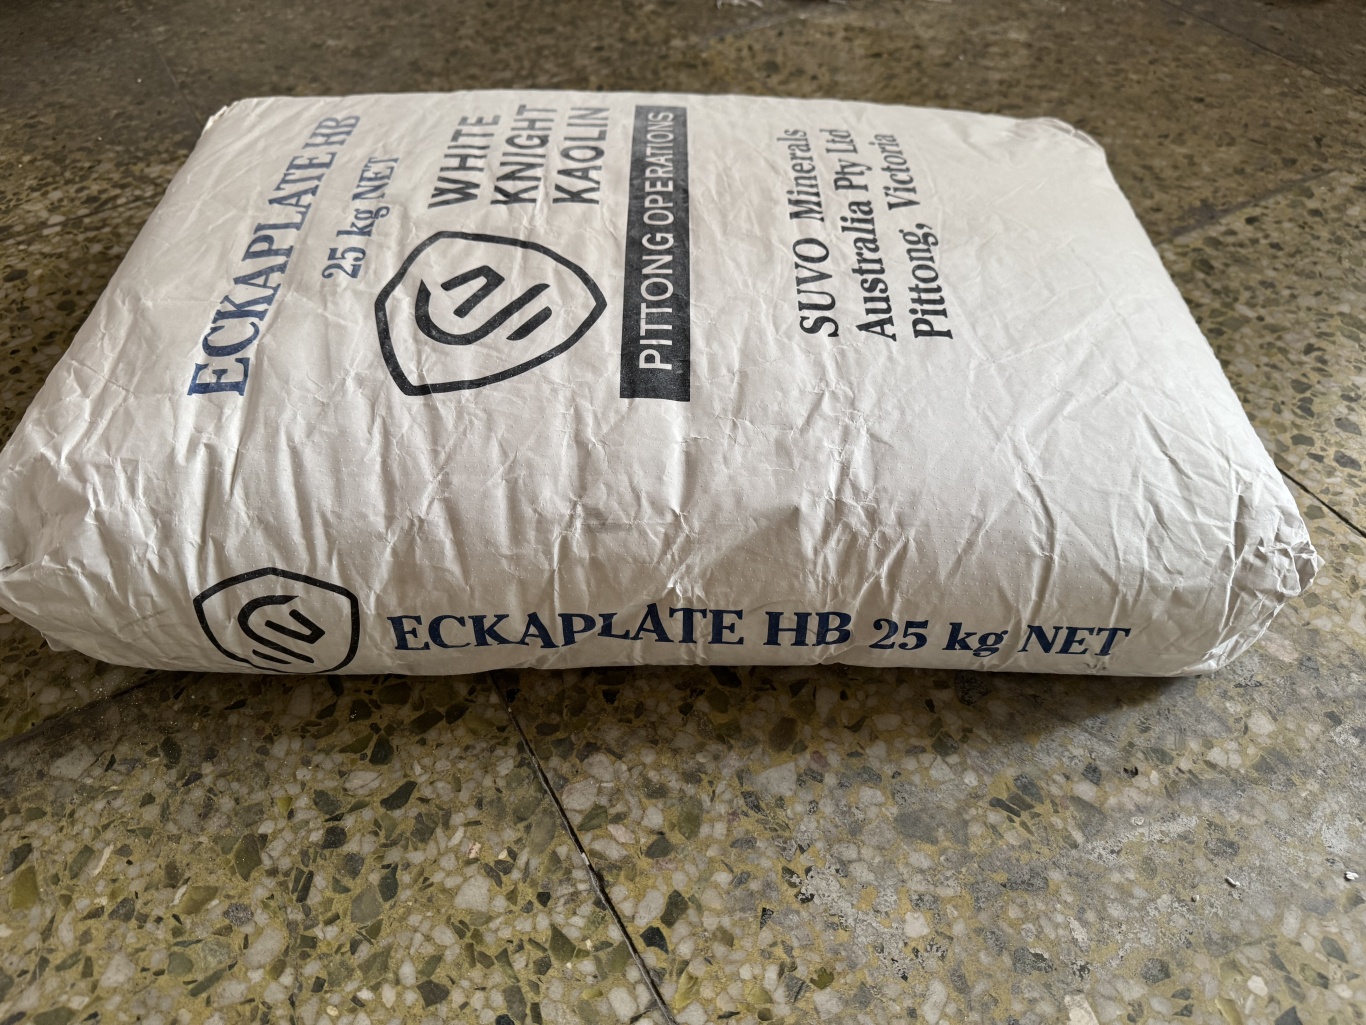 ECKAPLATE HB
25 kg NET
WHITE
KNIGHT
KAOLIN
PITTONG OPERATIONS
SUVO Minerals
Australia Pty Ltd
Pittong, Victoria
ECKAPLATE HB 25 kg NET